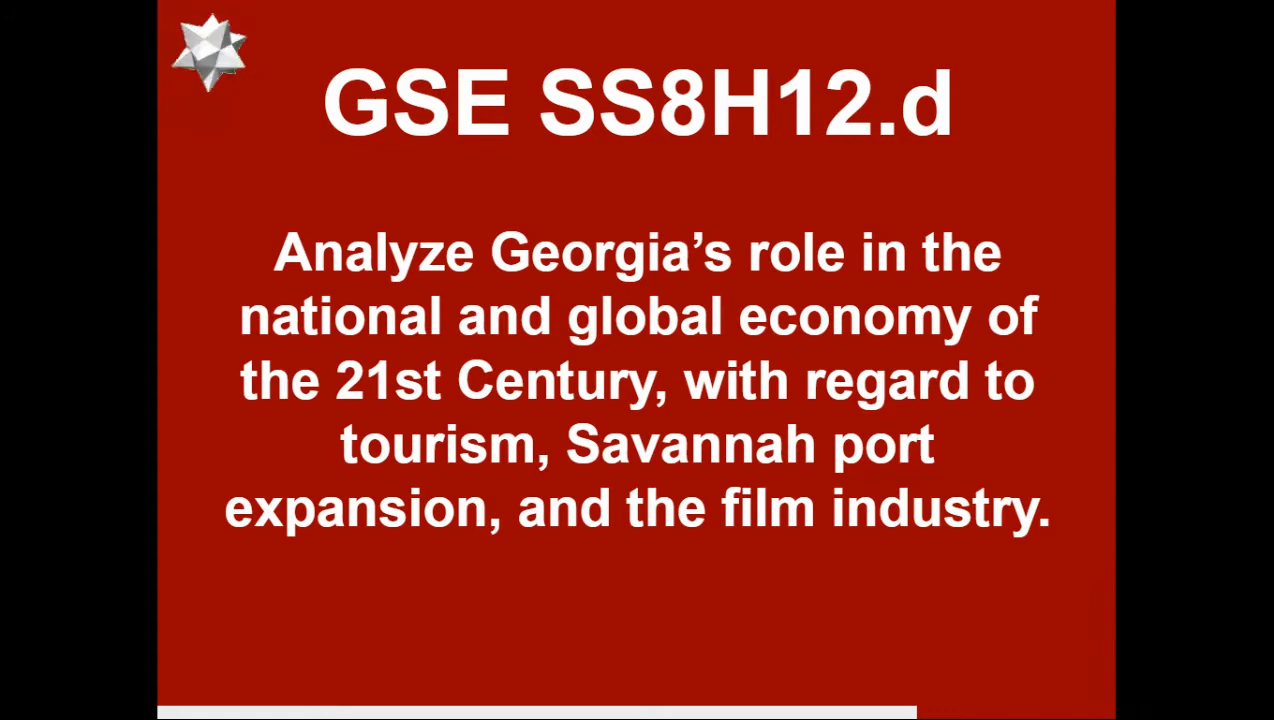 GSE SS8H12.d
Analyze Georgia’s role in the
national and global economy of
the 21st Century, with regard to
tourism, Savannah port
expansion, and the film industry.